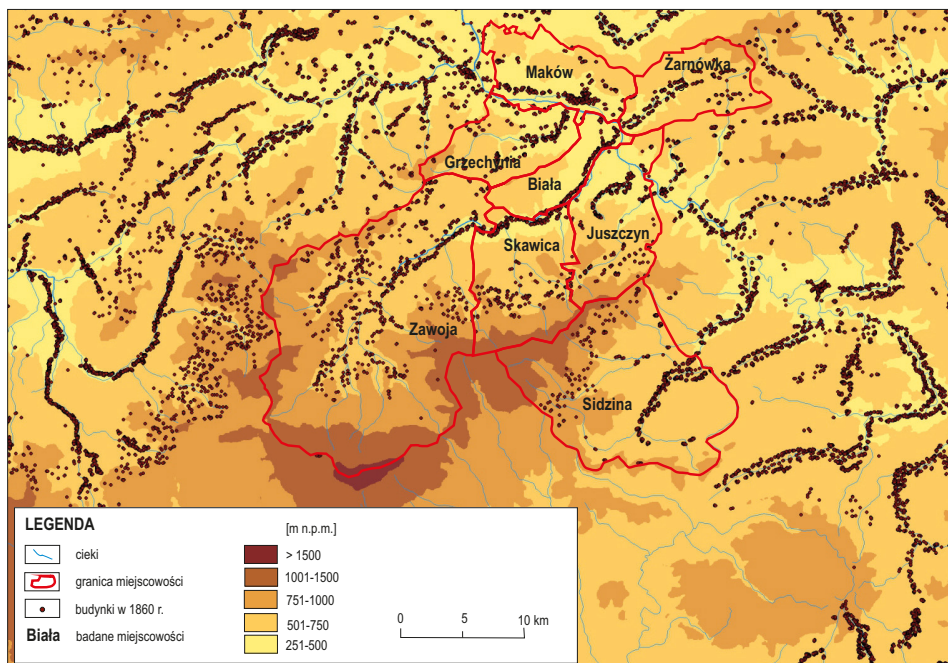 Maków
Żarnówka
Grzechynia
Biała
Skawica
Juszczyn
Zawoja
Sidzina
LEGENDA
cieki
granica miejscowości
budynki w 1860 r.
Biała badane miejscowości
[m n.p.m.]
> 1500
1001-1500
751-1000
501-750
251-500
0 5 10 km